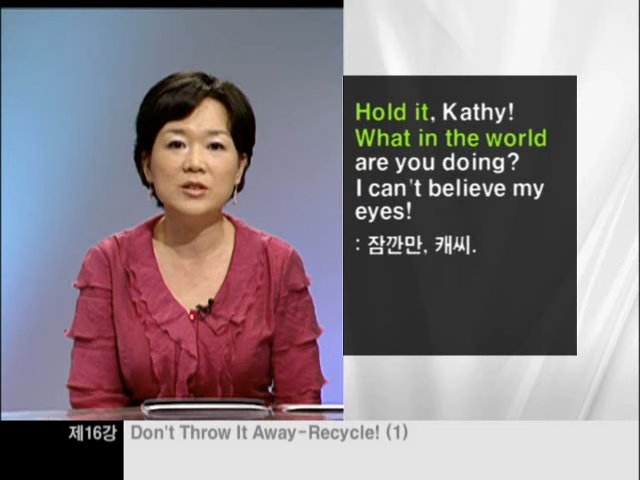 Hold it, Kathy!
What in the world
are you doing?
I can't believe my
eyes!
: 잠깐만, 캐씨.
제16강 Don't Throw It Away-Recycle! (1)